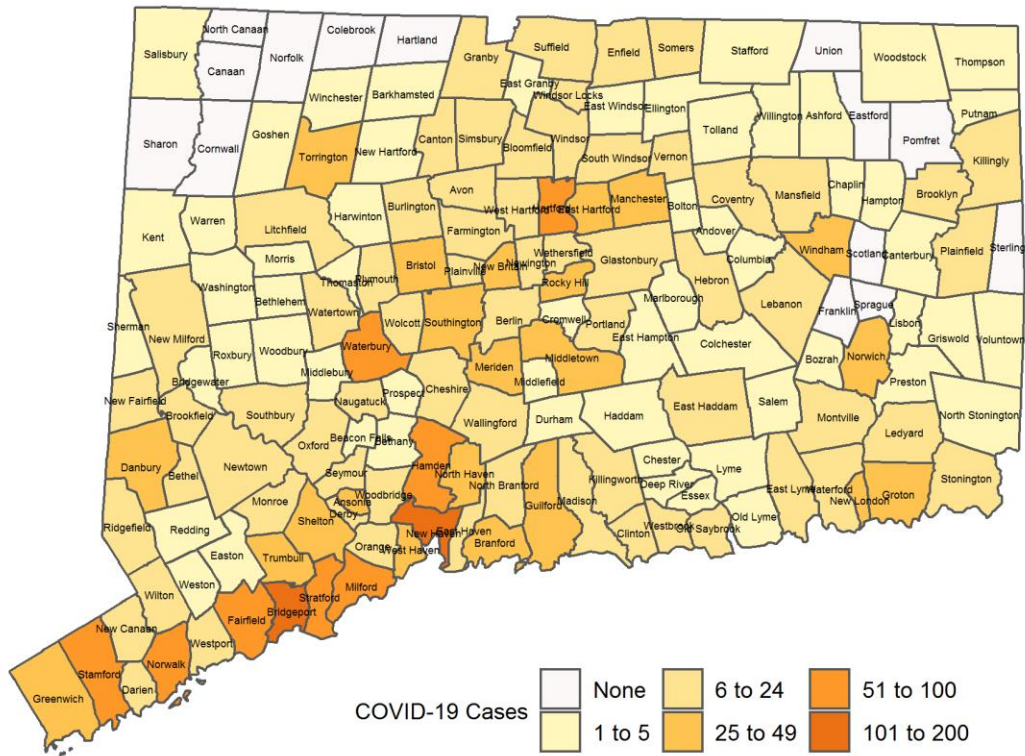 North Canaan
Colebrook
Hartland
Salisbury
Canaan
Norfolk
Granby
Suffield
Enfield
Somers
Stafford
Union
Woodstock
Thompson
East Granby
Windsor Locks
Winchester
Barkhamsted
East Windsor
Ellington
Willington
Ashford
Eastford
Putnam
Sharon
Cornwall
Goshen
Torrington
New Hartford
Canton
Simsbury
Bloomfield
Windsor
South Windsor
Vernon
Tolland
Pomfret
Killingly
Avon
West Hartford
Hartford
East Hartford
Manchester
Bolton
Coventry
Mansfield
Chaplin
Hampton
Brooklyn
Kent
Warren
Litchfield
Harwinton
Burlington
Farmington
Wethersfield
Andover
Columbia
Windham
Scotland
Canterbury
Plainfield
Sterling
Morris
Bristol
Plainville
New Britain
Newington
Glastonbury
Washington
Bethlehem
Thomaston
Plymouth
Rocky Hill
Marlborough
Hebron
Lebanon
Franklin
Sprague
Lisbon
Sherman
New Milford
Watertown
Wolcott
Southington
Berlin
Cromwell
Portland
East Hampton
Colchester
Griswold
Voluntown
Roxbury
Woodbury
Waterbury
Middletown
Bozrah
Norwich
Bridgewater
Middlebury
Meriden
Middlefield
Preston
New Fairfield
Brookfield
Southbury
Naugatuck
Prospect
Cheshire
Wallingford
Durham
Haddam
East Haddam
Salem
Montville
North Stonington
Beacon Falls
Bethany
Oxford
Ledyard
Danbury
Bethel
Newtown
Seymour
Hamden
North Haven
North Branford
Killingworth
Chester
Deep River
Essex
Lyme
Monroe
Ansonia
Derby
Woodbridge
Guilford
Madison
East Lyme
Waterford
New London
Groton
Stonington
Ridgefield
Redding
Shelton
Orange
New Haven
East Haven
West Haven
Branford
Clinton
Westbrook
Old Saybrook
Old Lyme
Easton
Trumbull
Weston
Wilton
Milford
Stratford
Bridgeport
Fairfield
New Canaan
Westport
Norwalk
Stamford
Darien
Greenwich
COVID-19 Cases
None
1 to 5
6 to 24
25 to 49
51 to 100
101 to 200